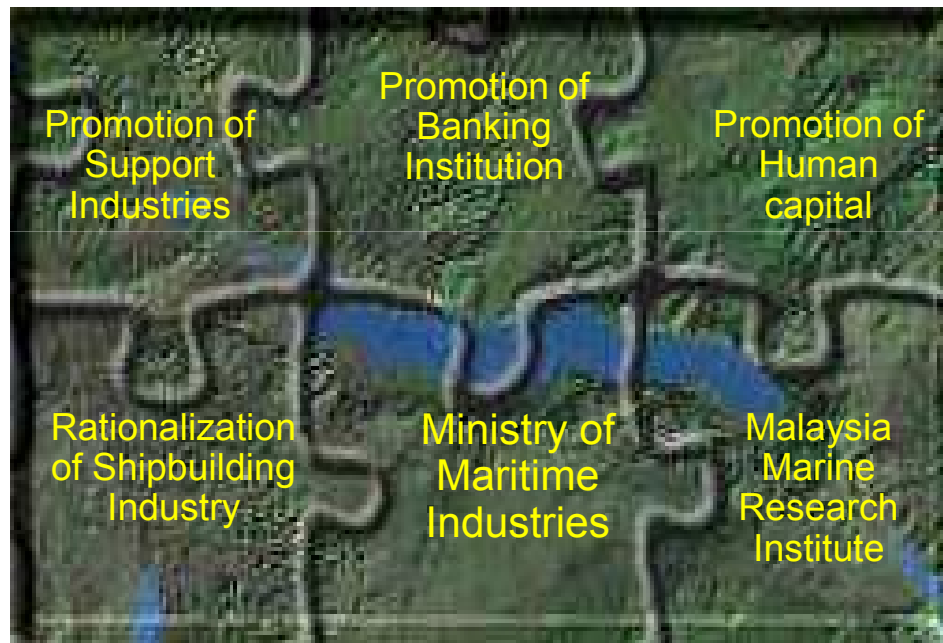 Promotion of
Support
Industries
Promotion of
Banking
Institution
Promotion of
Human
capital
Rationalization
of Shipbuilding
Industry
Ministry of
Maritime
Industries
Malaysia
Marine
Research
Institute